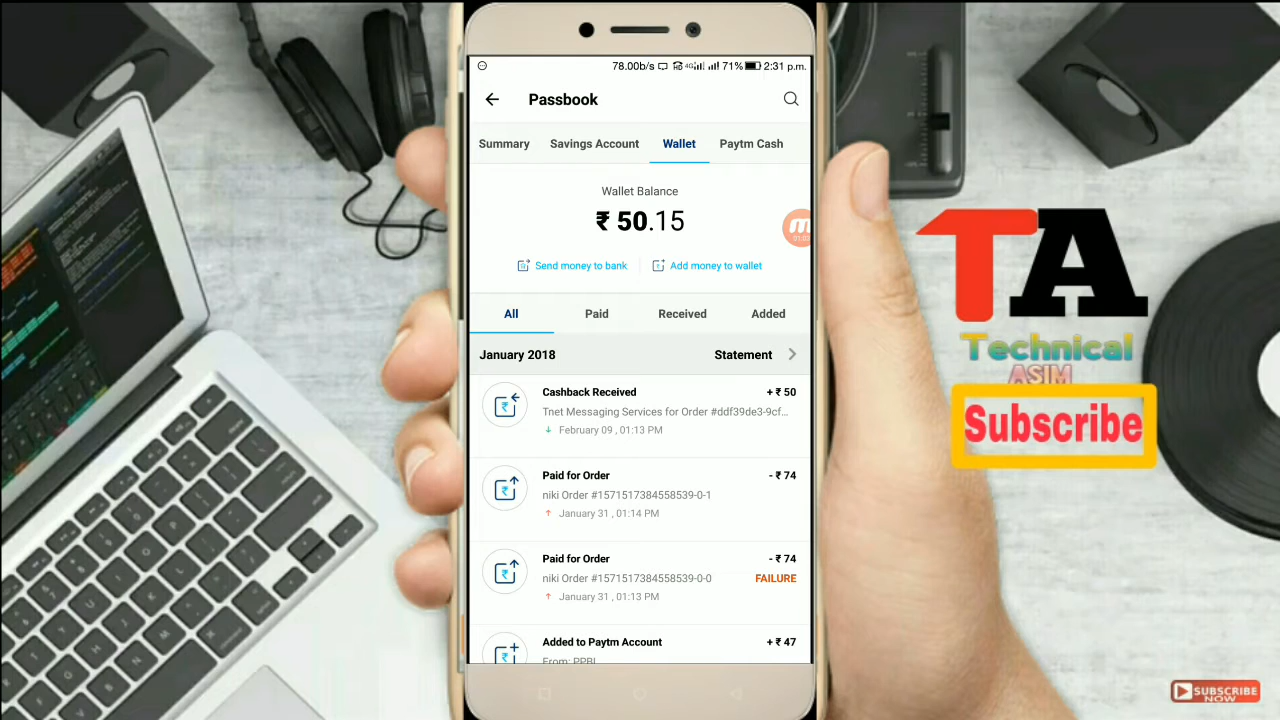 78.00b/s 4G 71% 2:31 p.m.
Passbook
Summary Savings Account Wallet Paytm Cash
Wallet Balance
₹ 50.15
Send money to bank Add money to wallet
All Paid Received Added
January 2018 Statement
Cashback Received + ₹ 50
Tnet Messaging Services for Order #ddf39de3-9cf...
February 09 , 01:13 PM
Paid for Order - ₹ 74
niki Order #1571517384558539-0-1
January 31 , 01:14 PM
Paid for Order - ₹ 74
niki Order #1571517384558539-0-0 FAILURE
January 31 , 01:13 PM
Added to Paytm Account + ₹ 47
From: PPBL
TA
Technical
ASIM
Subscribe
SUBSCRIBE
NOW